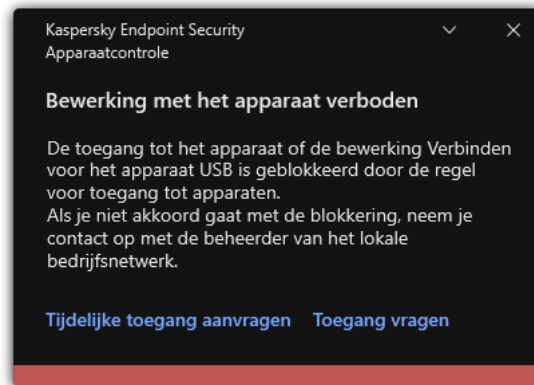 Kaspersky Endpoint Security
Apparaatcontrole
Bewerking met het apparaat verboden
De toegang tot het apparaat of de bewerking Verbinden
voor het apparaat USB is geblokkeerd door de regel
voor toegang tot apparaten.
Als je niet akkoord gaat met de blokkering, neem je
contact op met de beheerder van het lokale
bedrijfsnetwerk.
Tijdelijke toegang aanvragen Toegang vragen